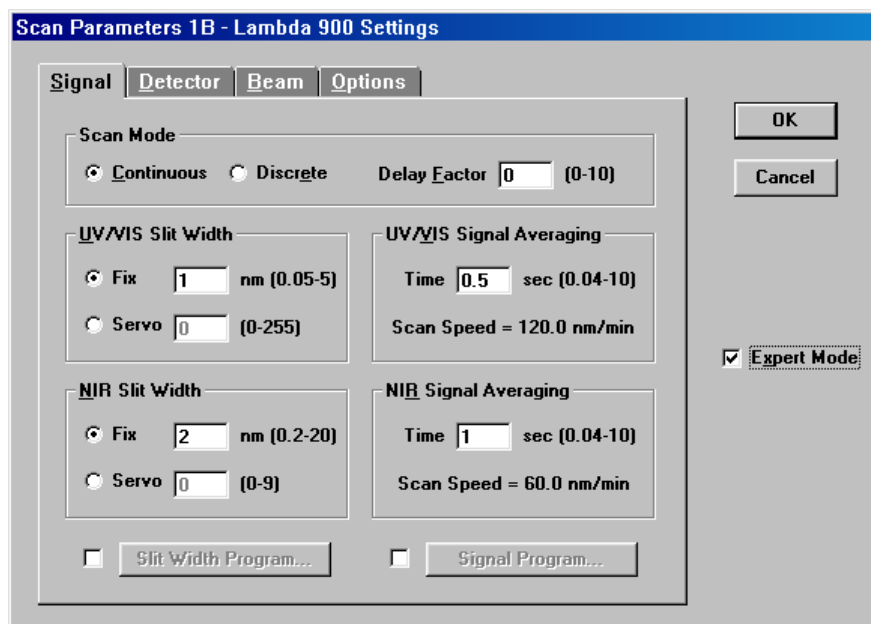 Scan Parameters 1B - Lambda 900 Settings
Signal Detector Beam Options
OK
Cancel
Scan Mode
Continuous Discrete Delay Factor 0 (0-10)
UV/VIS Slit Width
Fix 1 nm (0.05-5)
Servo 0 (0-255)
UV/VIS Signal Averaging
Time 0.5 sec (0.04-10)
Scan Speed = 120.0 nm/min
Expert Mode
NIR Slit Width
Fix 2 nm (0.2-20)
Servo 0 (0-9)
NIR Signal Averaging
Time 1 sec (0.04-10)
Scan Speed = 60.0 nm/min
Slit Width Program...
Signal Program...